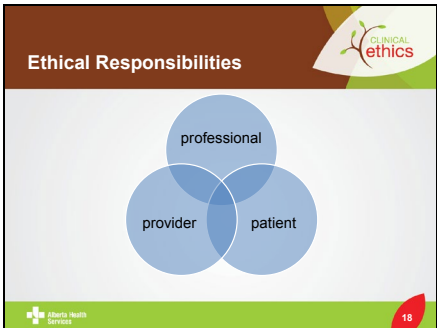 CLINICAL
ethics
Ethical Responsibilities
professional
provider
patient
Alberta Health
Services
18